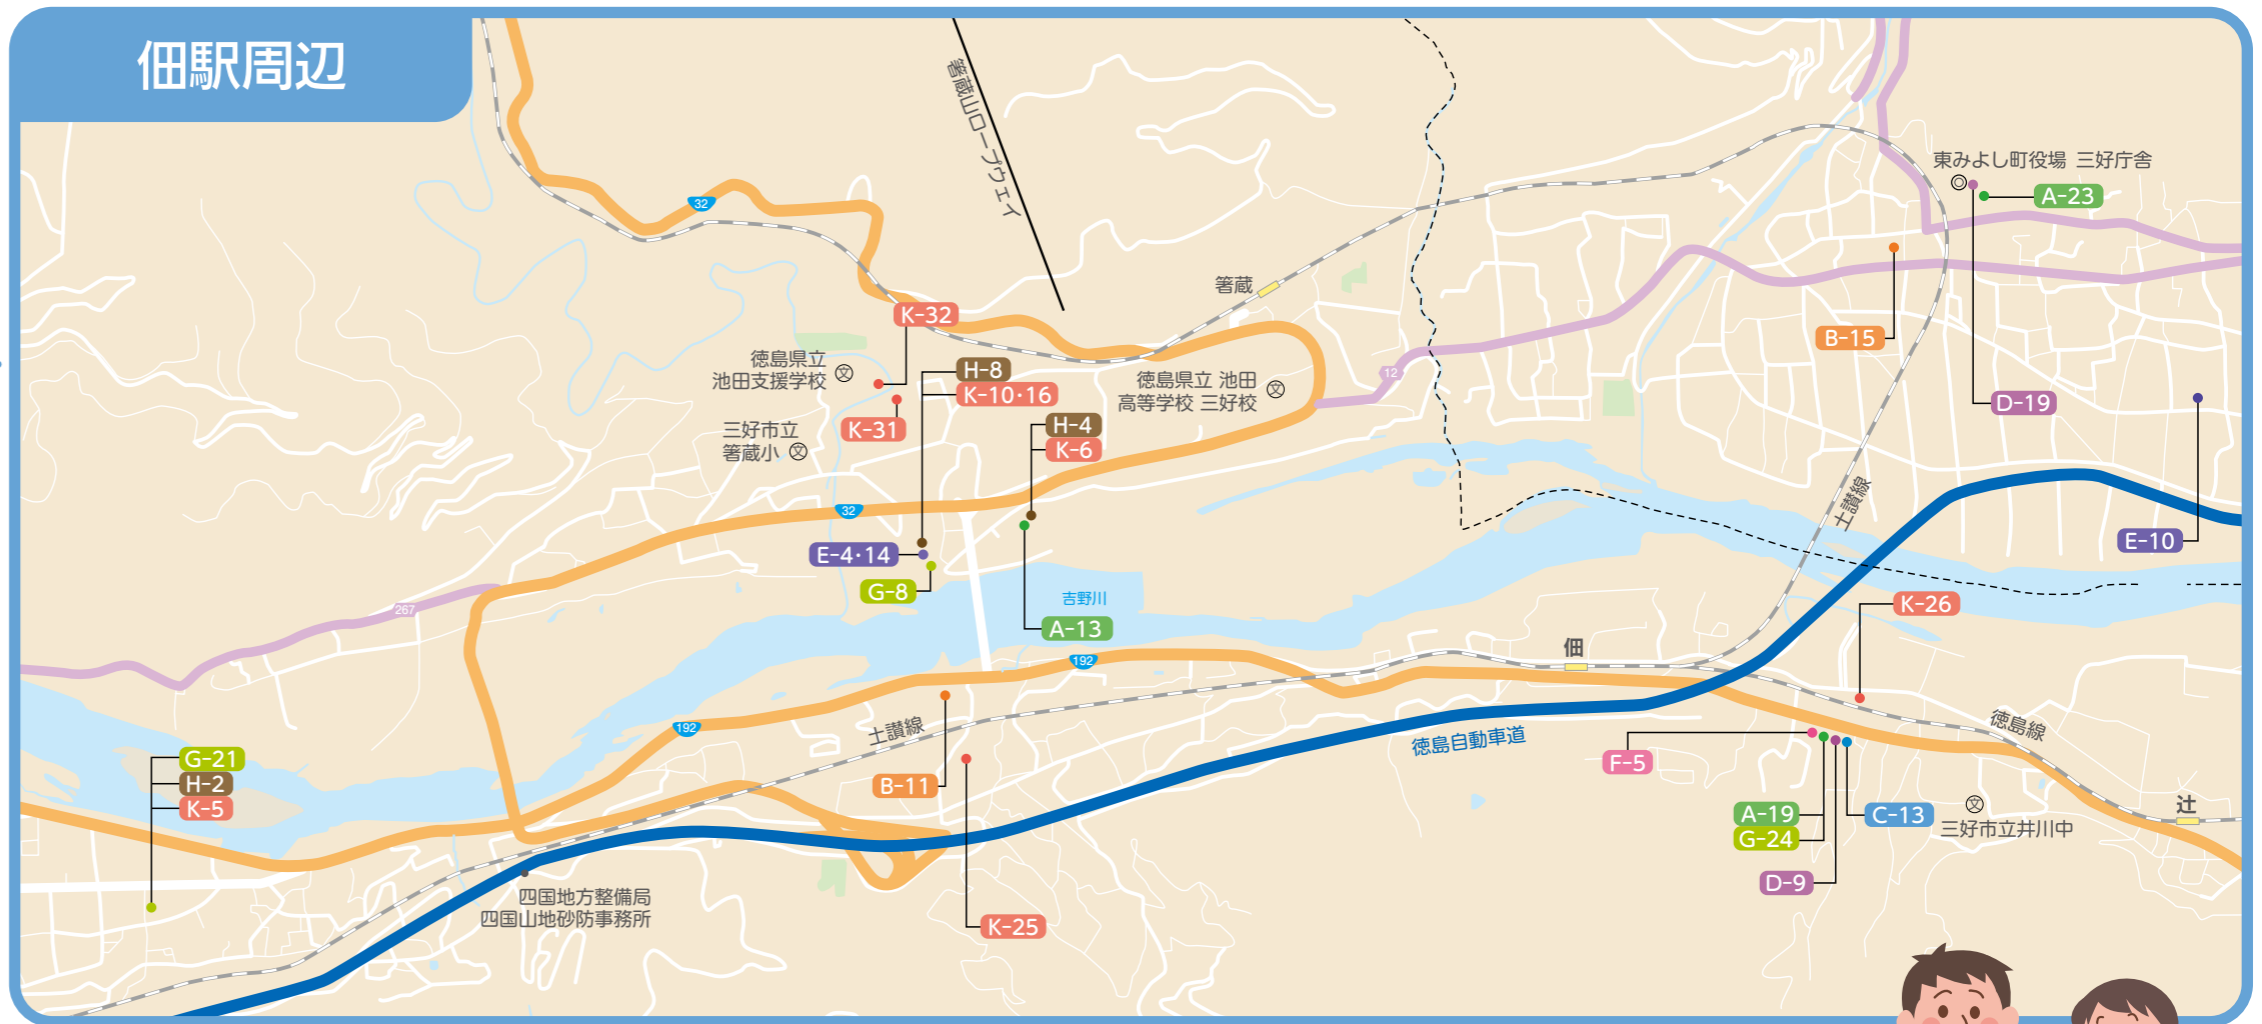 佃駅周辺
箸蔵山ロープウェイ
32
東みよし町役場 三好庁舎
A-23
箸蔵
K-32
B-15
徳島県立
池田支援学校
文
H-8
K-10・16
徳島県立 池田
高等学校 三好校
文
12
D-19
K-31
三好市立
箸蔵小
文
H-4
K-6
32
土讃線
E-4・14
E-10
G-8
吉野川
267
A-13
K-26
192
佃
192
土讃線
徳島線
徳島自動車道
G-21
H-2
K-5
B-11
F-5
A-19
G-24
C-13
文
三好市立井川中
辻
D-9
四国地方整備局
四国山地砂防事務所
K-25